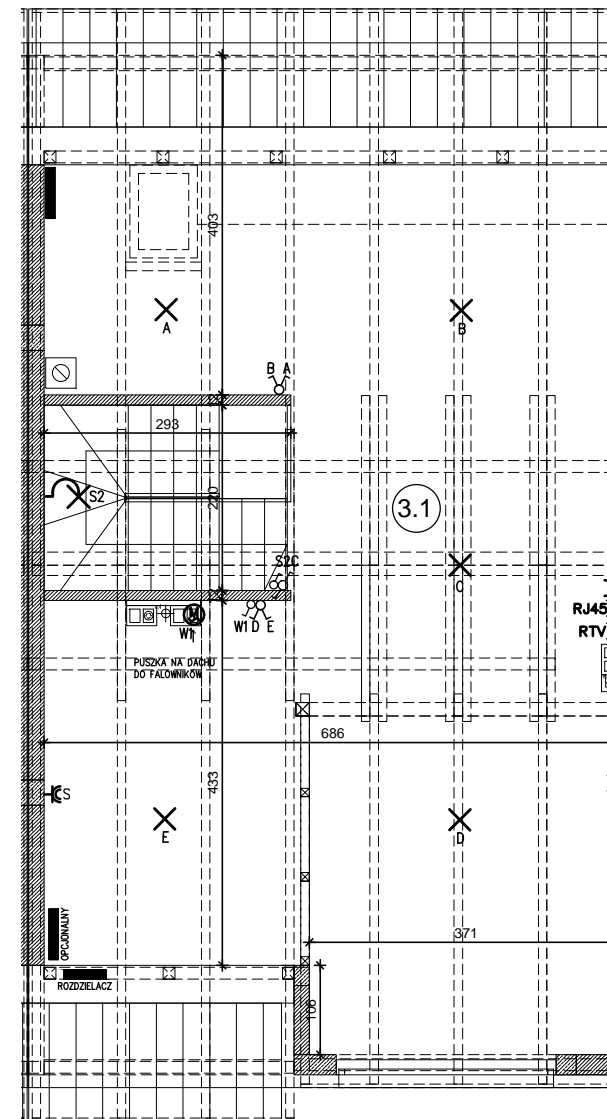 403
A
B
B A
293
S2
220
3.1
S2C
C
RJ45
RTV
W1
W1 D E
M
PUSZKA NA DACHU
DO FALOWNIKÓW
686
433
S
E
D
OPCJONALNY
371
ROZDZIELACZ
106